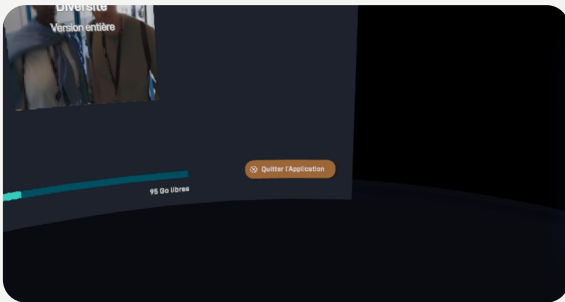 Diversité
Version entière
95 Go libres
Quitter l'Application